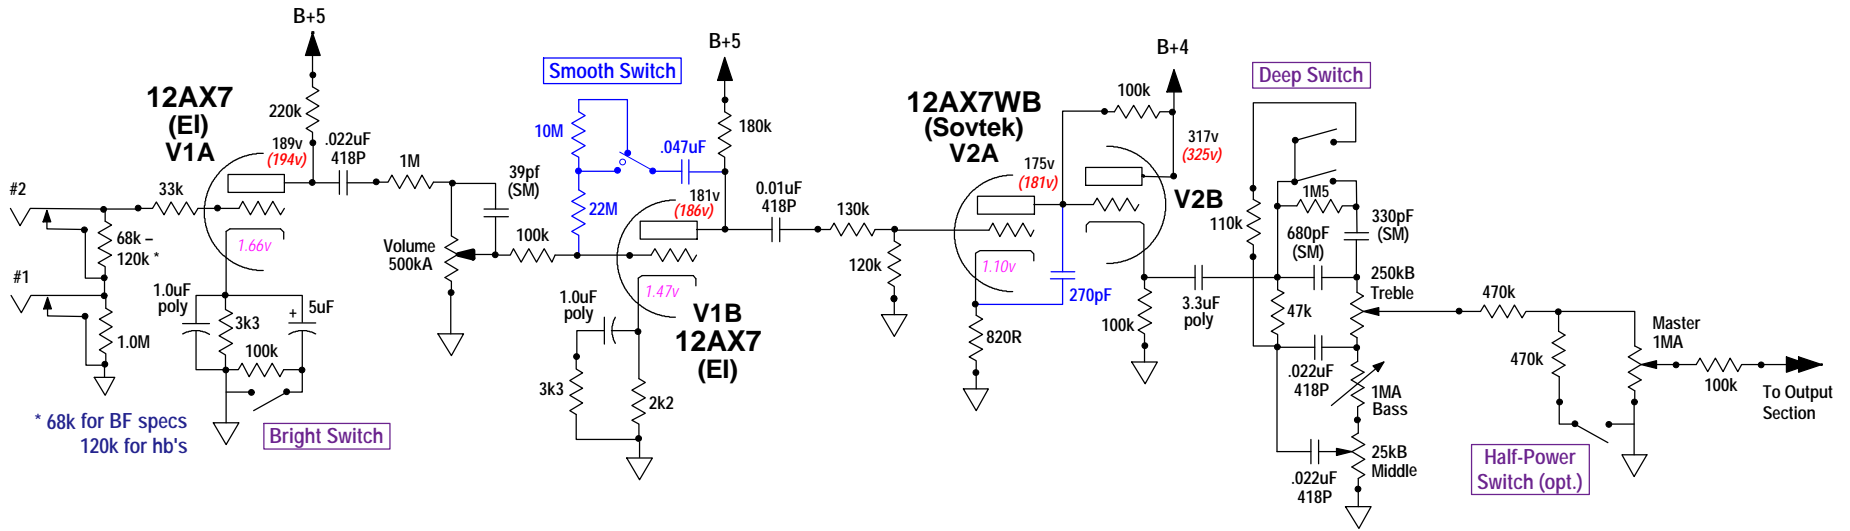 B+5
12AX7
(EI)
V1A
220k
189v
(194v)
.022uF
418P
1M
#2
33k
68k –
120k *
#1
1.0M
1.66v
1.0uF
poly
3k3
5uF
+
100k
* 68k for BF specs
120k for hb's
Bright Switch
Volume
500kA
39pf
(SM)
100k
Smooth Switch
10M
22M
.047uF
B+5
180k
181v
(186v)
1.47v
V1B
12AX7
(EI)
1.0uF
poly
3k3
2k2
0.01uF
418P
130k
120k
12AX7WB
(Sovtek)
V2A
175v
(181v)
1.10v
270pF
820R
B+4
100k
317v
(325v)
V2B
100k
3.3uF
poly
Deep Switch
110k
1M5
680pF
(SM)
330pF
(SM)
250kB
Treble
47k
.022uF
418P
1MA
Bass
.022uF
418P
25kB
Middle
470k
470k
Half-Power
Switch (opt.)
Master
1MA
100k
To Output
Section